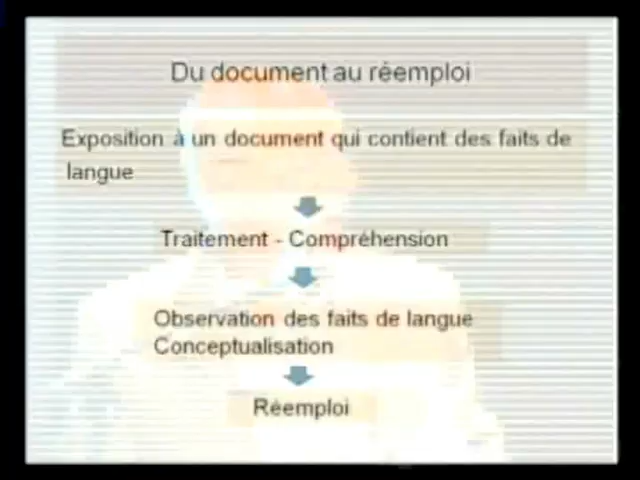 Du document au réemploi
Exposition à un document qui contient des faits de
langue
Traitement - Compréhension
Observation des faits de langue
Conceptualisation
Réemploi